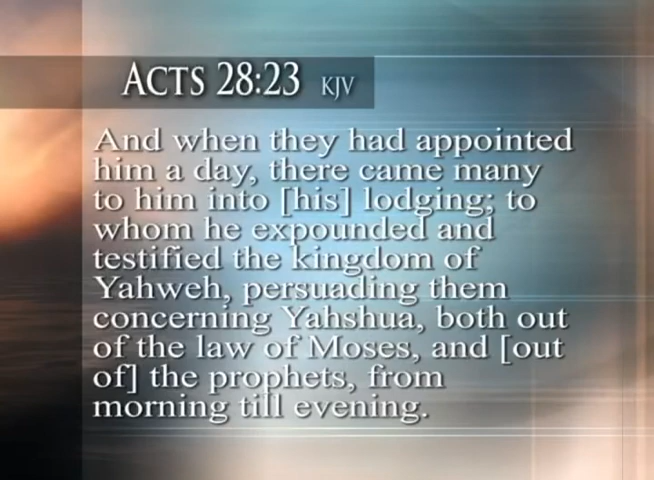 ACTS 28:23 KJV
And when they had appointed
him a day, there came many
to him into [his] lodging; to
whom he expounded and
testified the kingdom of
Yahweh, persuading them
concerning Yahshua, both out
of the law of Moses, and [out
of] the prophets, from
morning till evening.